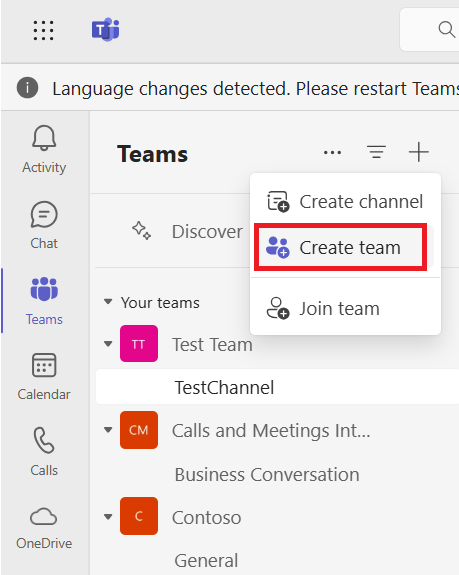 T
Language changes detected. Please restart Teams
Teams
Activity
Create channel
Create team
Join team
Chat
Discover
Teams
Your teams
TT Test Team
TestChannel
Calendar
CM Calls and Meetings Int...
Calls
Business Conversation
C Contoso
OneDrive
General